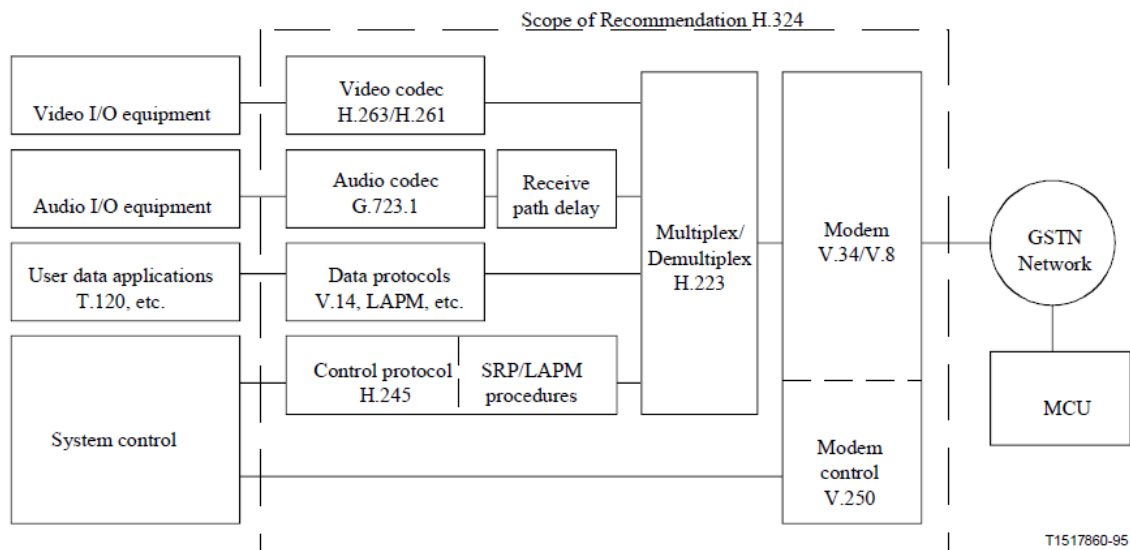 Scope of Recommendation H.324
Video I/O equipment
Video codec
H.263/H.261
Audio I/O equipment
Audio codec
G.723.1
Receive
path delay
User data applications
T.120, etc.
Data protocols
V.14, LAPM, etc.
System control
Control protocol
H.245
SRP/LAPM
procedures
Multiplex/
Demultiplex
H.223
Modem
V.34/V.8
Modem
control
V.250
GSTN
Network
MCU
T1517860-95